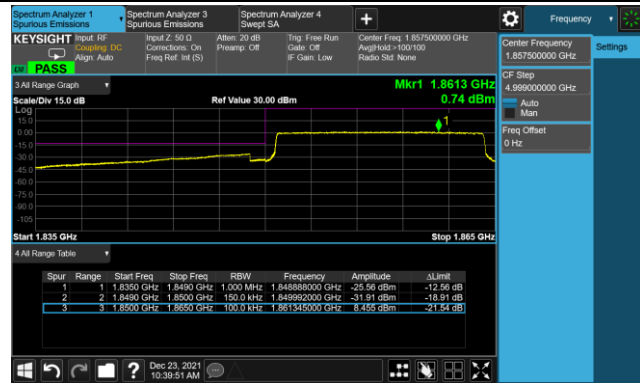 Spectrum Analyzer 1
Spurious Emissions
Spectrum Analyzer 3
Spurious Emissions
Spectrum Analyzer 4
Swept SA
Frequency
KEYSIGHT
Input: RF
Coupling: DC
Align: Auto
Input Z: 50 Ω
Corrections: On
Freq Ref: Int (S)
Atten: 20 dB
Preamp: Off
Trig: Free Run
Gate: Off
IF Gain: Low
Center Freq: 1.857500000 GHz
Avg|Hold:>100/100
Radio Std: None
PASS
Center Frequency
1.857500000 GHz
Settings
CF Step
4.999000000 MHz
Auto
Man
Freq Offset
0 Hz
3 All Range Graph
Mkr1 1.8613 GHz
Scale/Div 15.0 dB
Ref Value 30.00 dBm
0.74 dBm
Log
15.0
0.00
-15.0
-30.0
-45.0
-60.0
-75.0
-90.0
-105
1
Start 1.835 GHz
Stop 1.865 GHz
4 All Range Table
Spur Range Start Freq Stop Freq RBW Frequency Amplitude ΔLimit
1 1 1.8350 GHz 1.8490 GHz 1.000 MHz 1.848888000 GHz -25.56 dBm -12.56 dB
2 2 1.8490 GHz 1.8500 GHz 150.0 kHz 1.849992000 GHz -31.91 dBm -18.91 dB
3 3 1.8500 GHz 1.8650 GHz 100.0 kHz 1.861345000 GHz 8.455 dBm -21.54 dB
Dec 23, 2021
10:39:51 AM